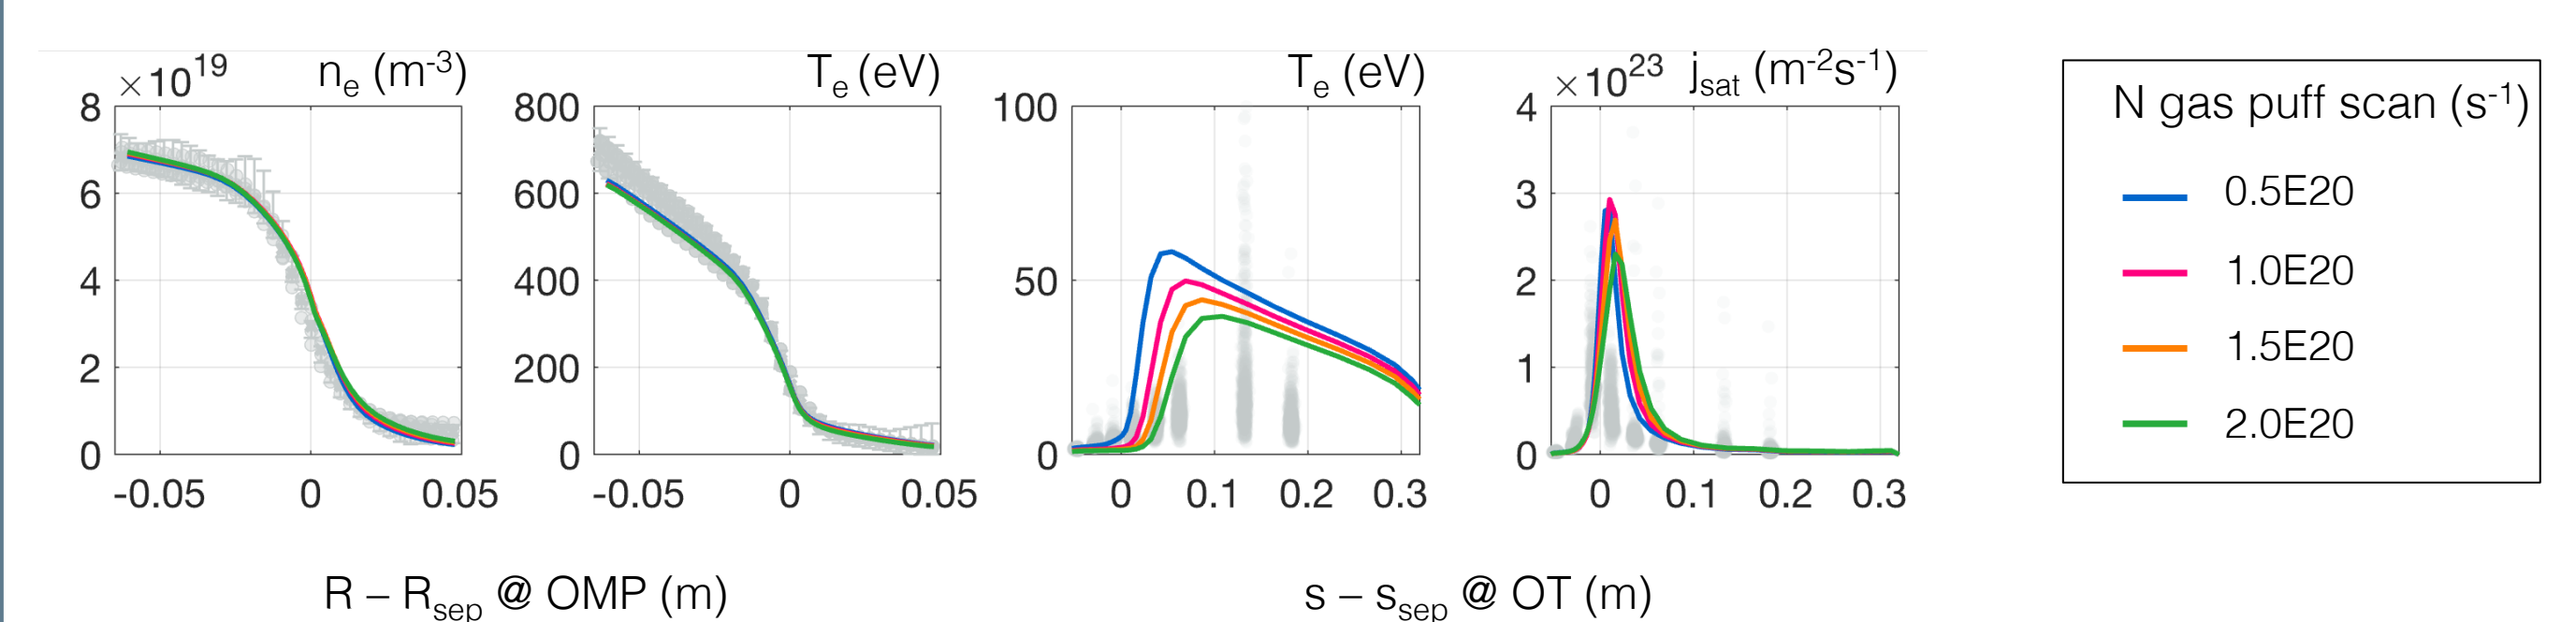 ×10^19 n_e (m^-3)
8
6
4
2
0
-0.05 0 0.05
T_e (eV)
800
600
400
200
0
-0.05 0 0.05
R – R_sep @ OMP (m)
T_e (eV)
100
50
0
0 0.1 0.2 0.3
×10^23 j_sat (m^-2s^-1)
4
3
2
1
0
0 0.1 0.2 0.3
s – s_sep @ OT (m)
N gas puff scan (s^-1)
0.5E20
1.0E20
1.5E20
2.0E20